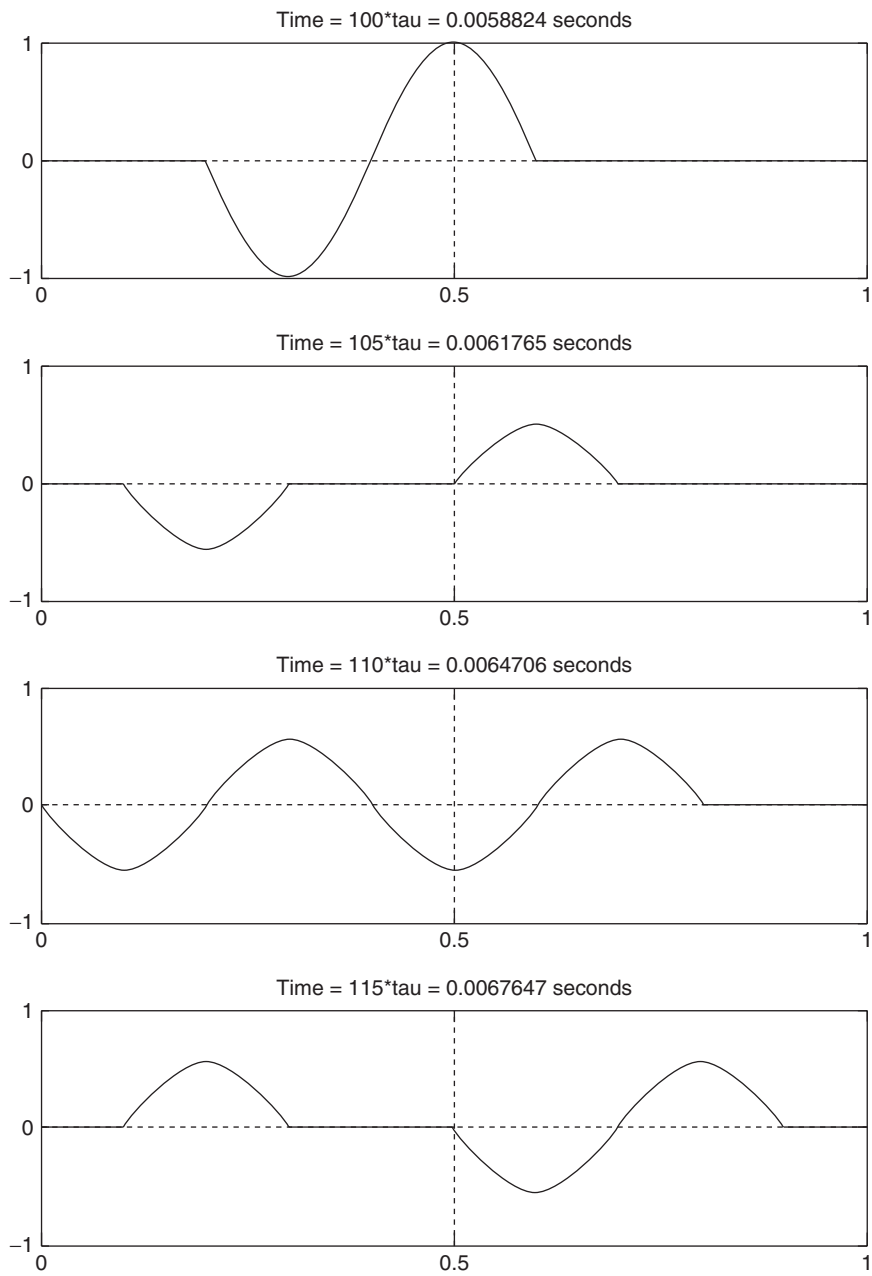 Time = 100*tau = 0.0058824 seconds
1
0
−1
0 0.5 1
Time = 105*tau = 0.0061765 seconds
1
0
−1
0 0.5 1
Time = 110*tau = 0.0064706 seconds
1
0
−1
0 0.5 1
Time = 115*tau = 0.0067647 seconds
1
0
−1
0 0.5 1